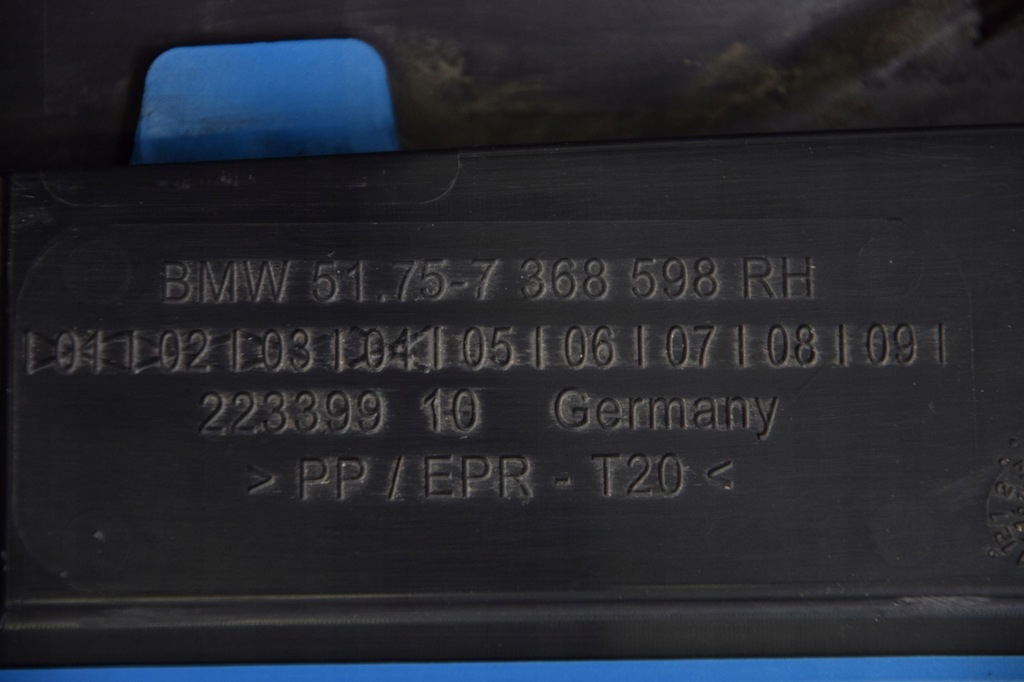 BMW 51.75-7 368 598 RH
|01|02|03|04|05|06|07|08|09|
223399 10 Germany
> PP / EPR - T20 <